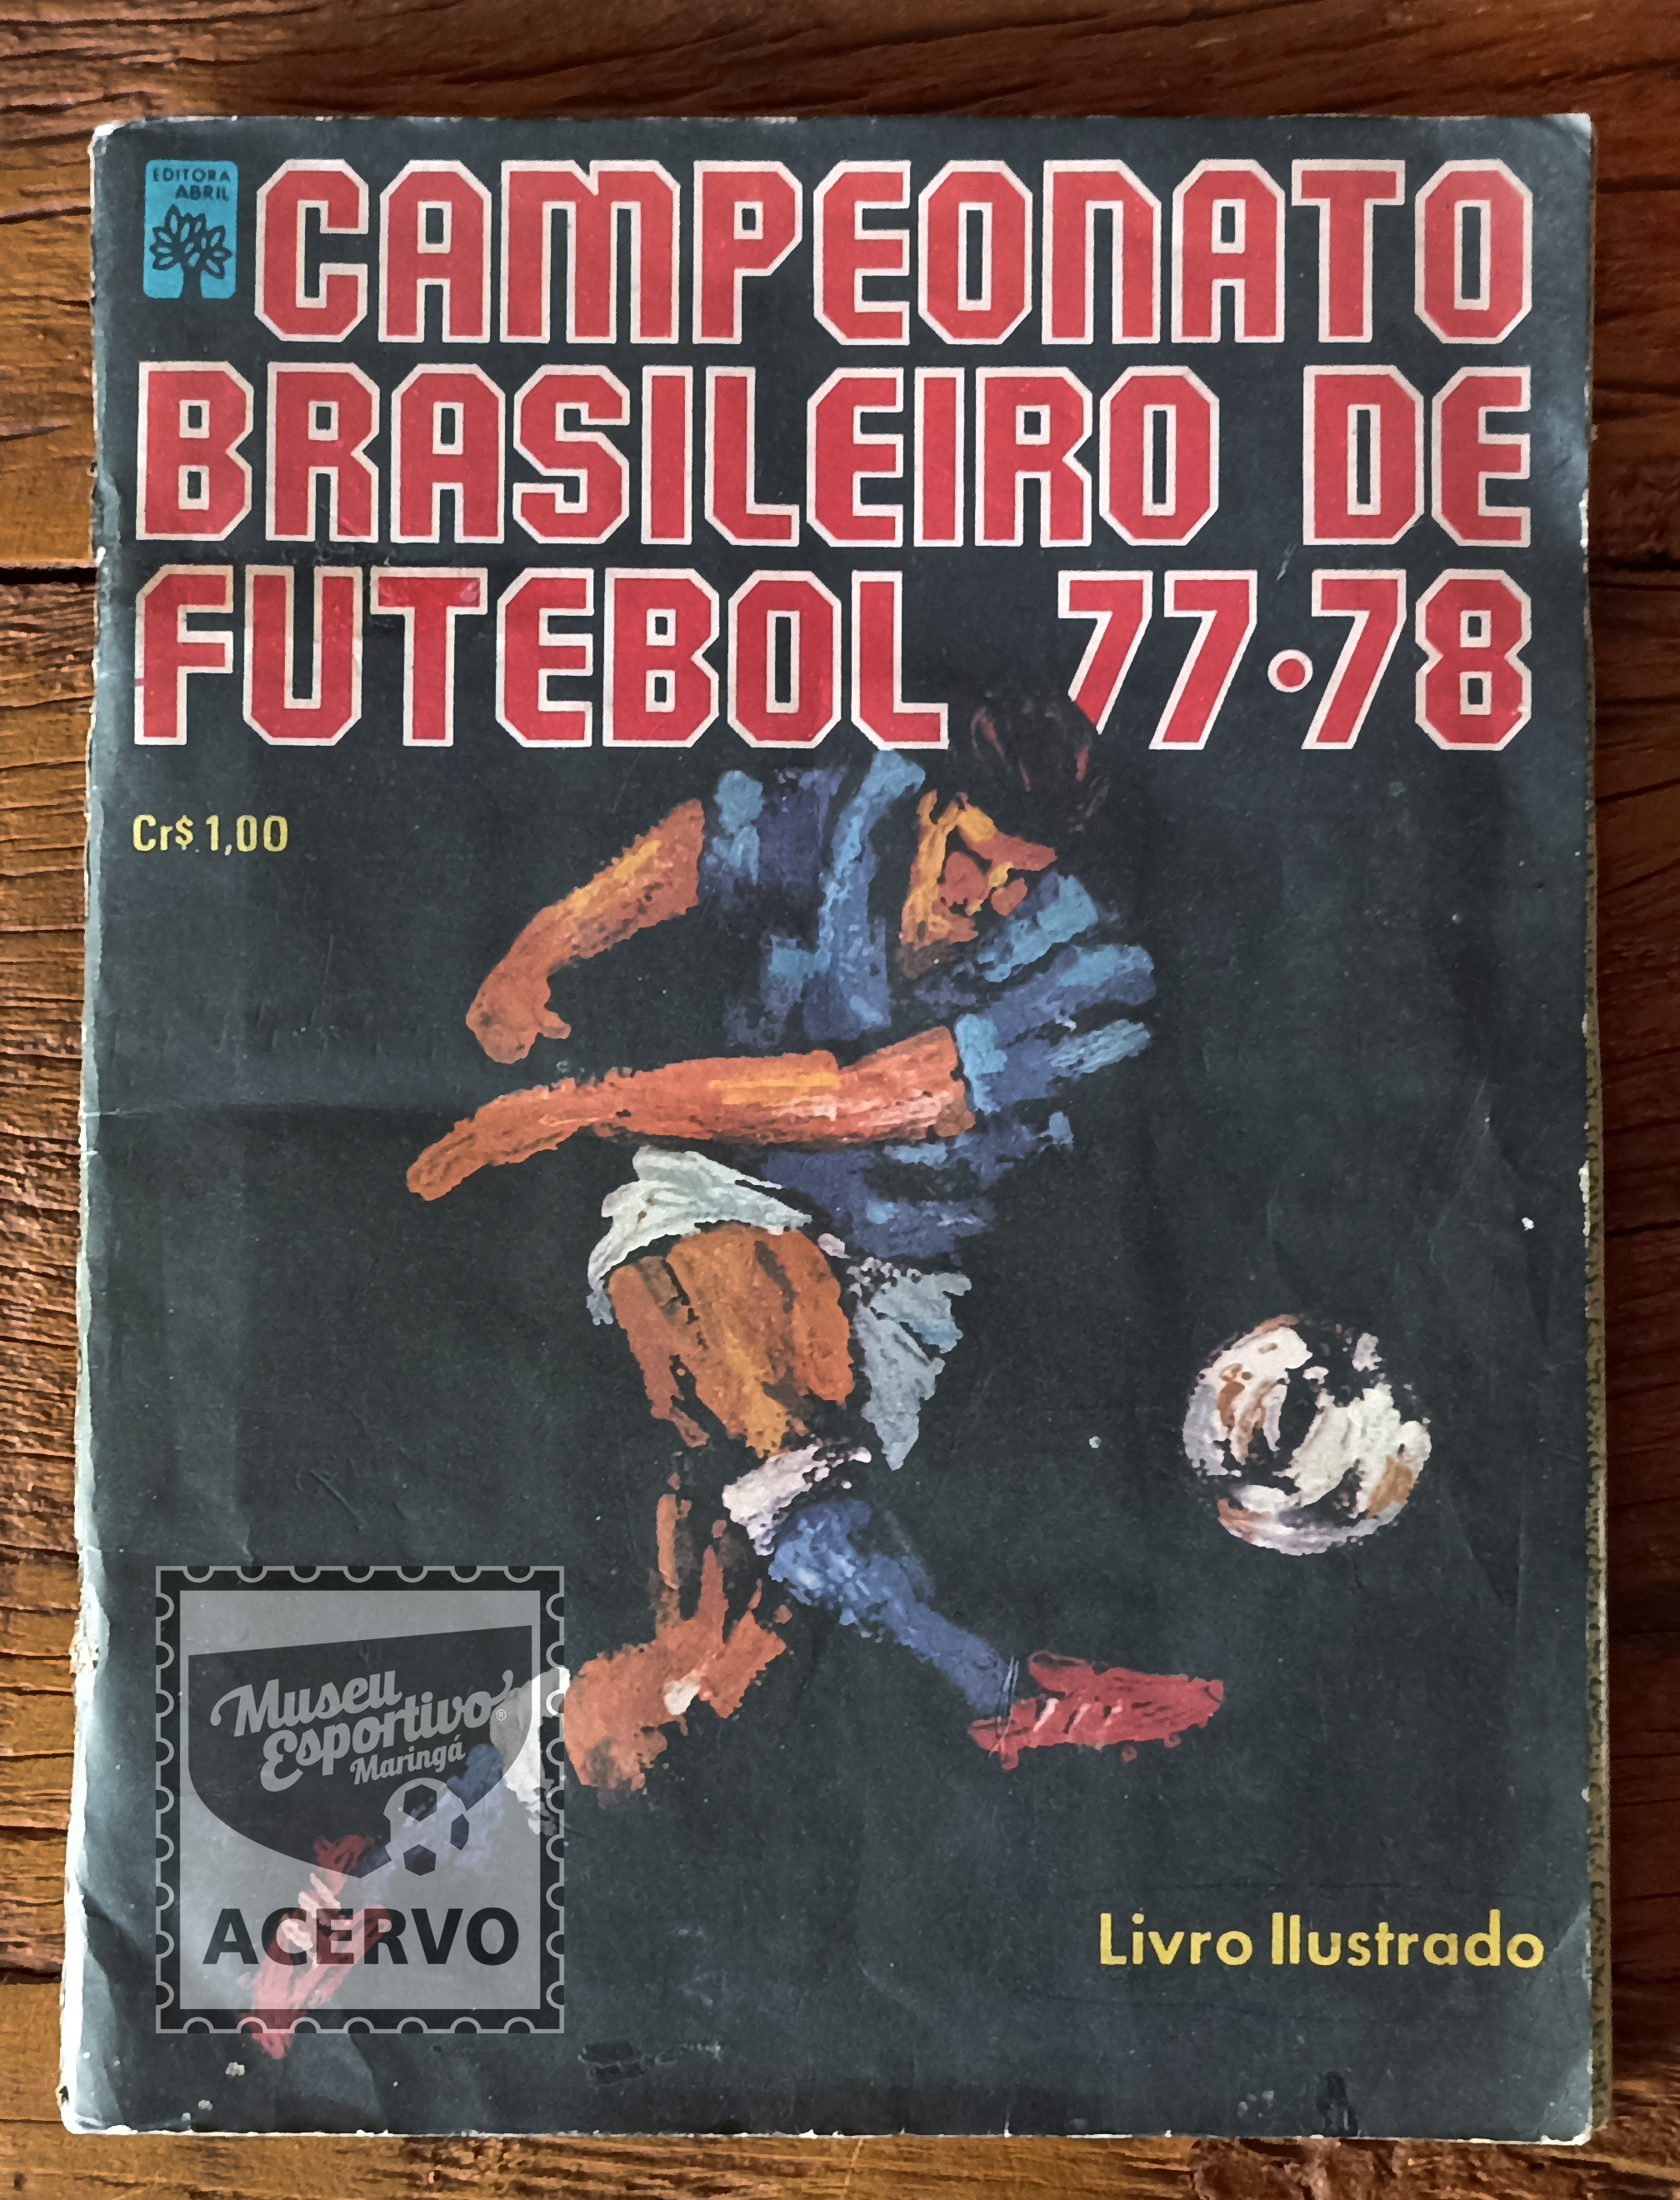 EDITORA
ABRIL
CAMPEONATO
BRASILEIRO DE
FUTEBOL 77•78
Cr$ 1,00
Museu
Esportivo®
Maringá
ACERVO
Livro Ilustrado